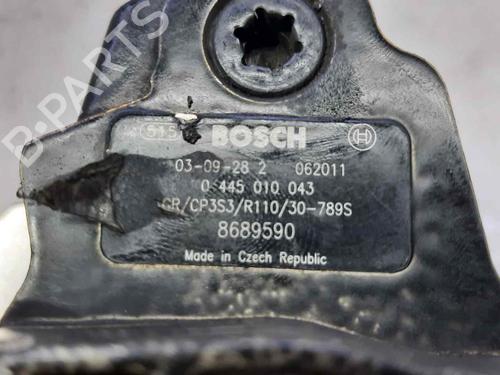 B-PARTS
515
BOSCH
03-09-28 2 062011
0 445 010 043
CR/CP3S3/R110/30-789S
8689590
Made in Czech Republic